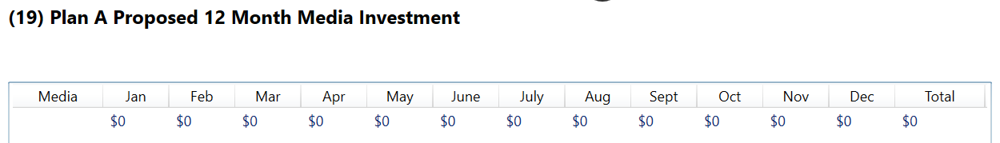 (19) Plan A Proposed 12 Month Media Investment
Media Jan Feb Mar Apr May June July Aug Sept Oct Nov Dec Total
$0 $0 $0 $0 $0 $0 $0 $0 $0 $0 $0 $0 $0